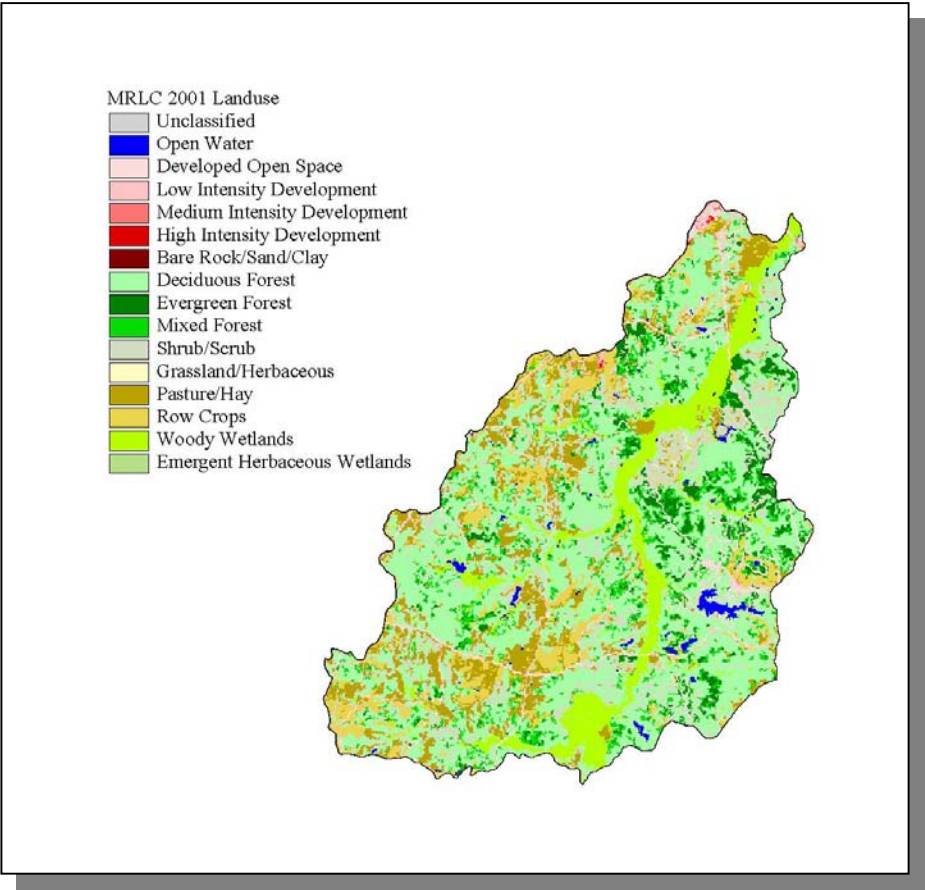 MRLC 2001 Landuse
Unclassified
Open Water
Developed Open Space
Low Intensity Development
Medium Intensity Development
High Intensity Development
Bare Rock/Sand/Clay
Deciduous Forest
Evergreen Forest
Mixed Forest
Shrub/Scrub
Grassland/Herbaceous
Pasture/Hay
Row Crops
Woody Wetlands
Emergent Herbaceous Wetlands